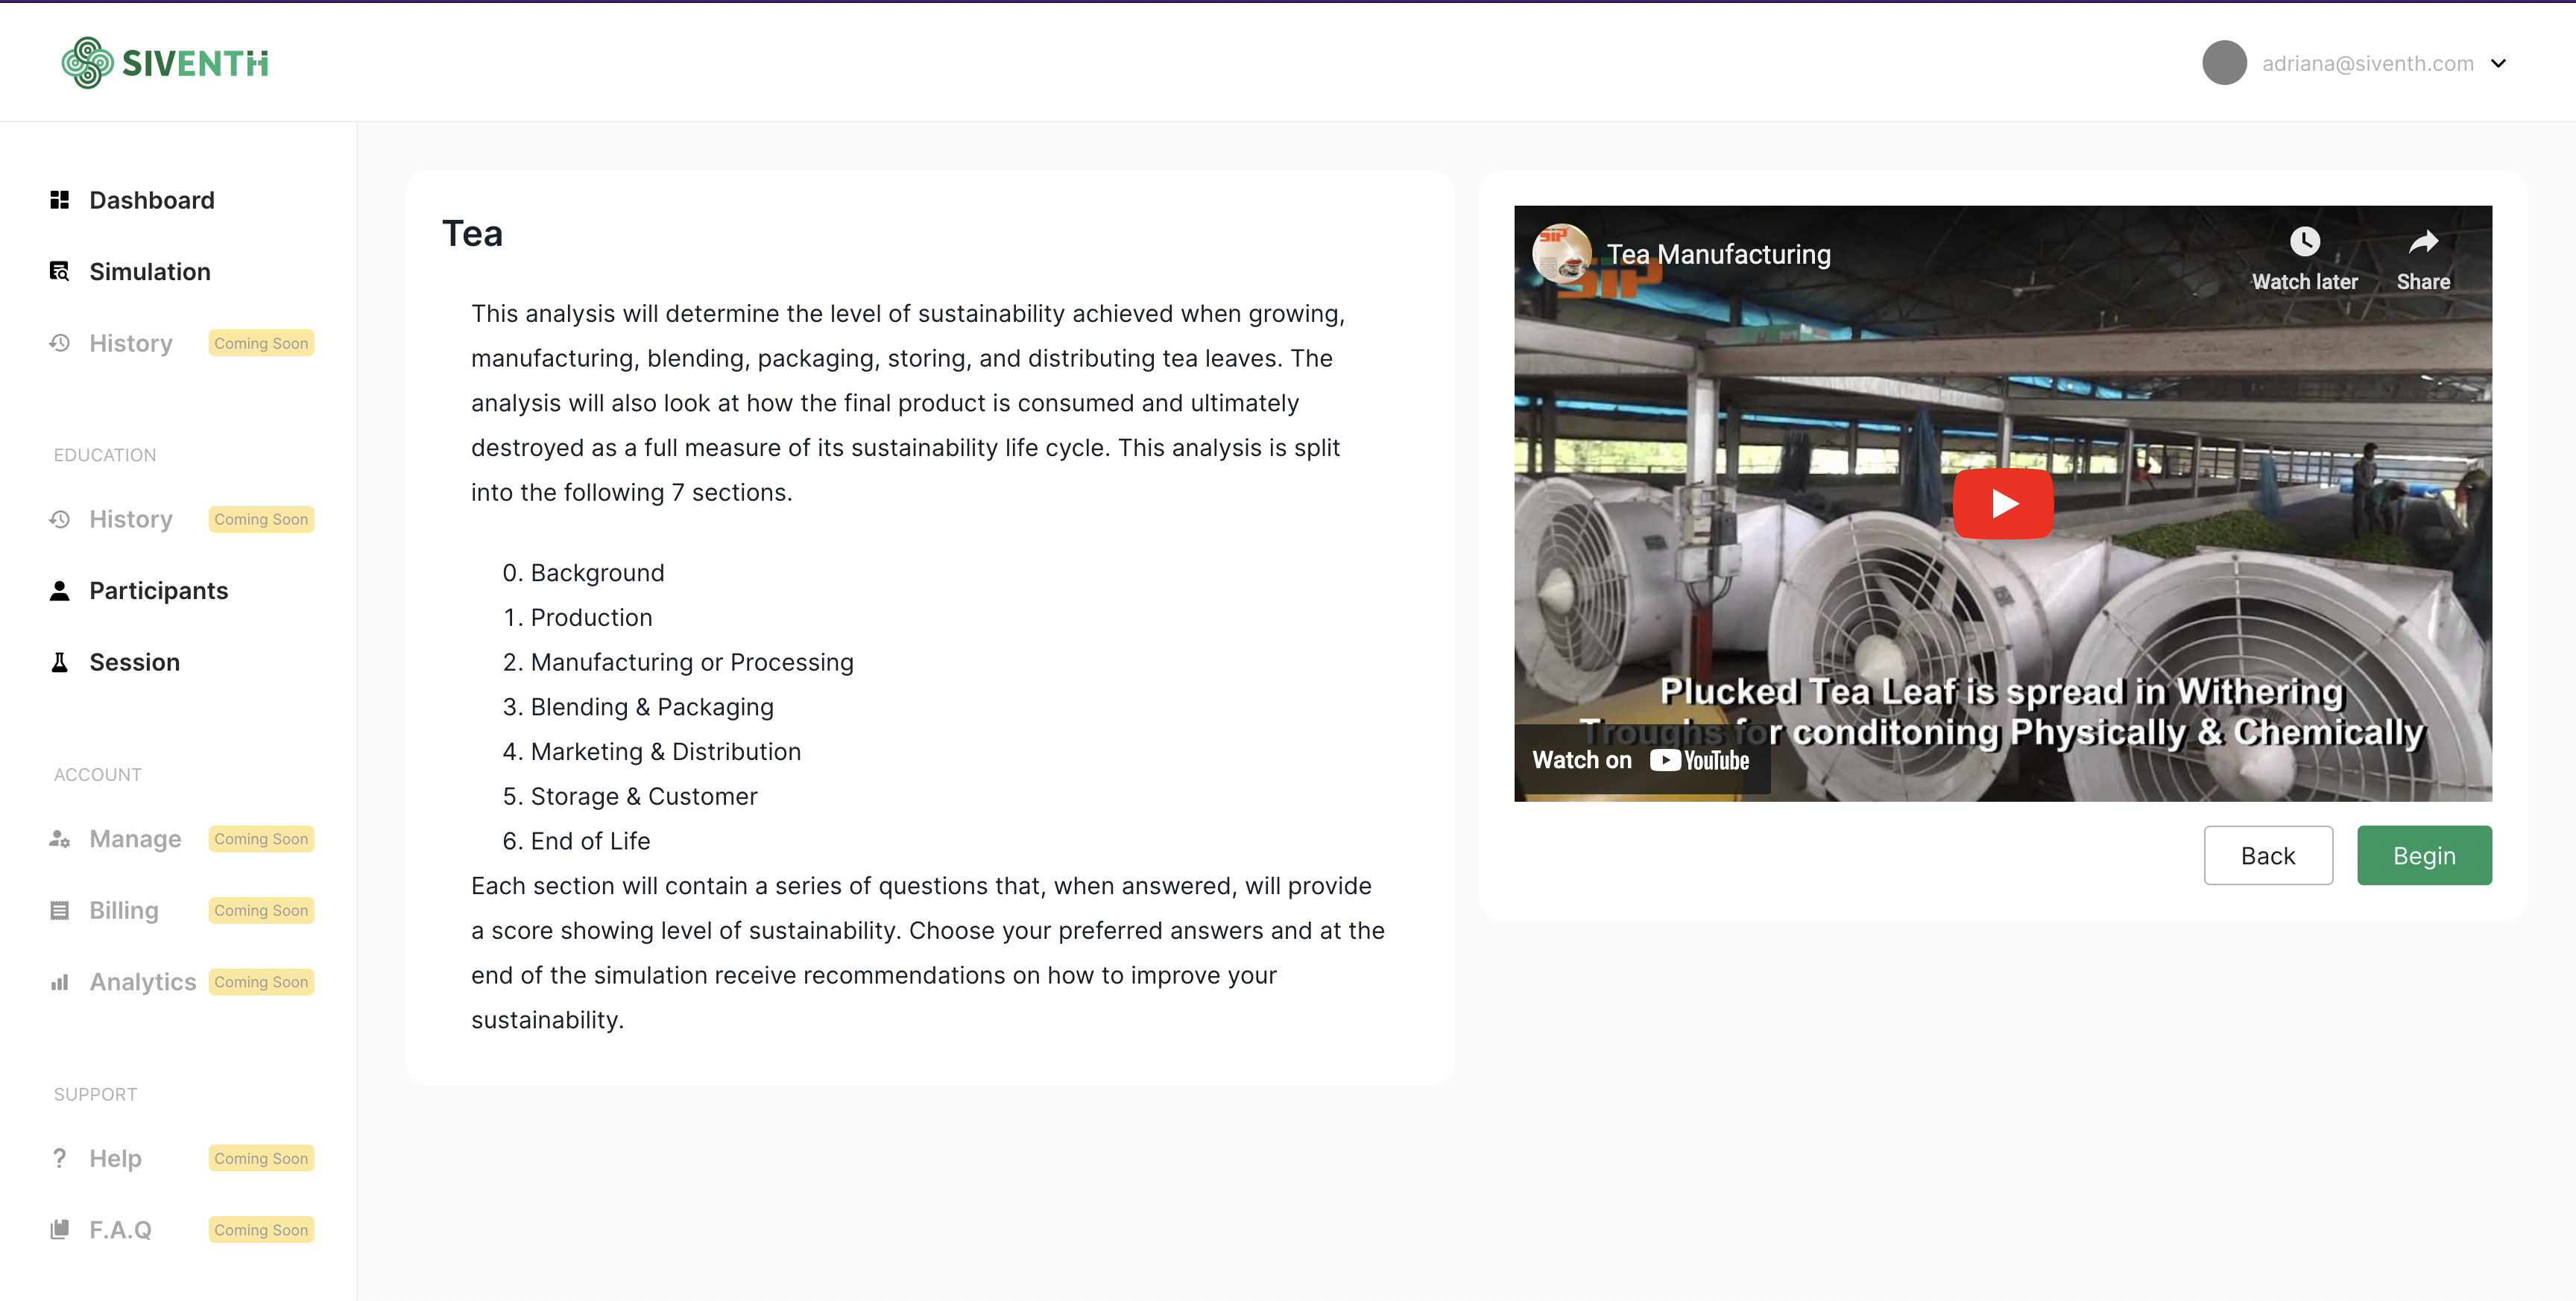 SIVENTH
adriana@siventh.com
Dashboard
Simulation
History Coming Soon
EDUCATION
History Coming Soon
Participants
Session
ACCOUNT
Manage Coming Soon
Billing Coming Soon
Analytics Coming Soon
SUPPORT
Help Coming Soon
F.A.Q Coming Soon
Tea
This analysis will determine the level of sustainability achieved when growing,
manufacturing, blending, packaging, storing, and distributing tea leaves. The
analysis will also look at how the final product is consumed and ultimately
destroyed as a full measure of its sustainability life cycle. This analysis is split
into the following 7 sections.
0. Background
1. Production
2. Manufacturing or Processing
3. Blending & Packaging
4. Marketing & Distribution
5. Storage & Customer
6. End of Life
Each section will contain a series of questions that, when answered, will provide
a score showing level of sustainability. Choose your preferred answers and at the
end of the simulation receive recommendations on how to improve your
sustainability.
SIP
Tea Manufacturing
SIP
Watch later
Share
Plucked Tea Leaf is spread in Withering
Troughs for conditoning Physically & Chemically
Watch on YouTube
Back
Begin